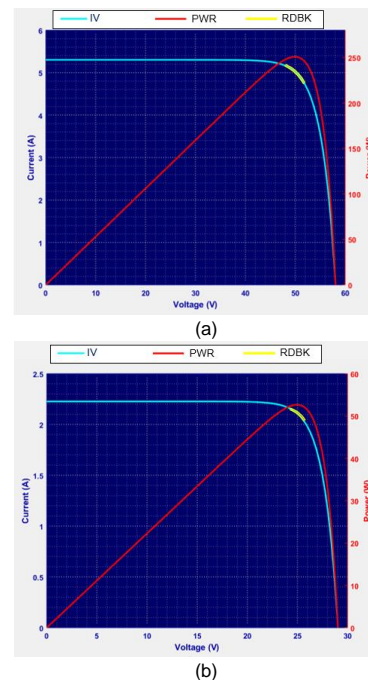 IV PWR RDBK
6
5
4
3
2
1
0
Current (A)
250
200
150
100
50
0
0 10 20 30 40 50 60
Voltage (V)
(a)
IV PWR RDBK
2.5
2
1.5
1
0.5
0
Current (A)
60
50
40
30
20
10
0
Power (W)
0 5 10 15 20 25 30
Voltage (V)
(b)